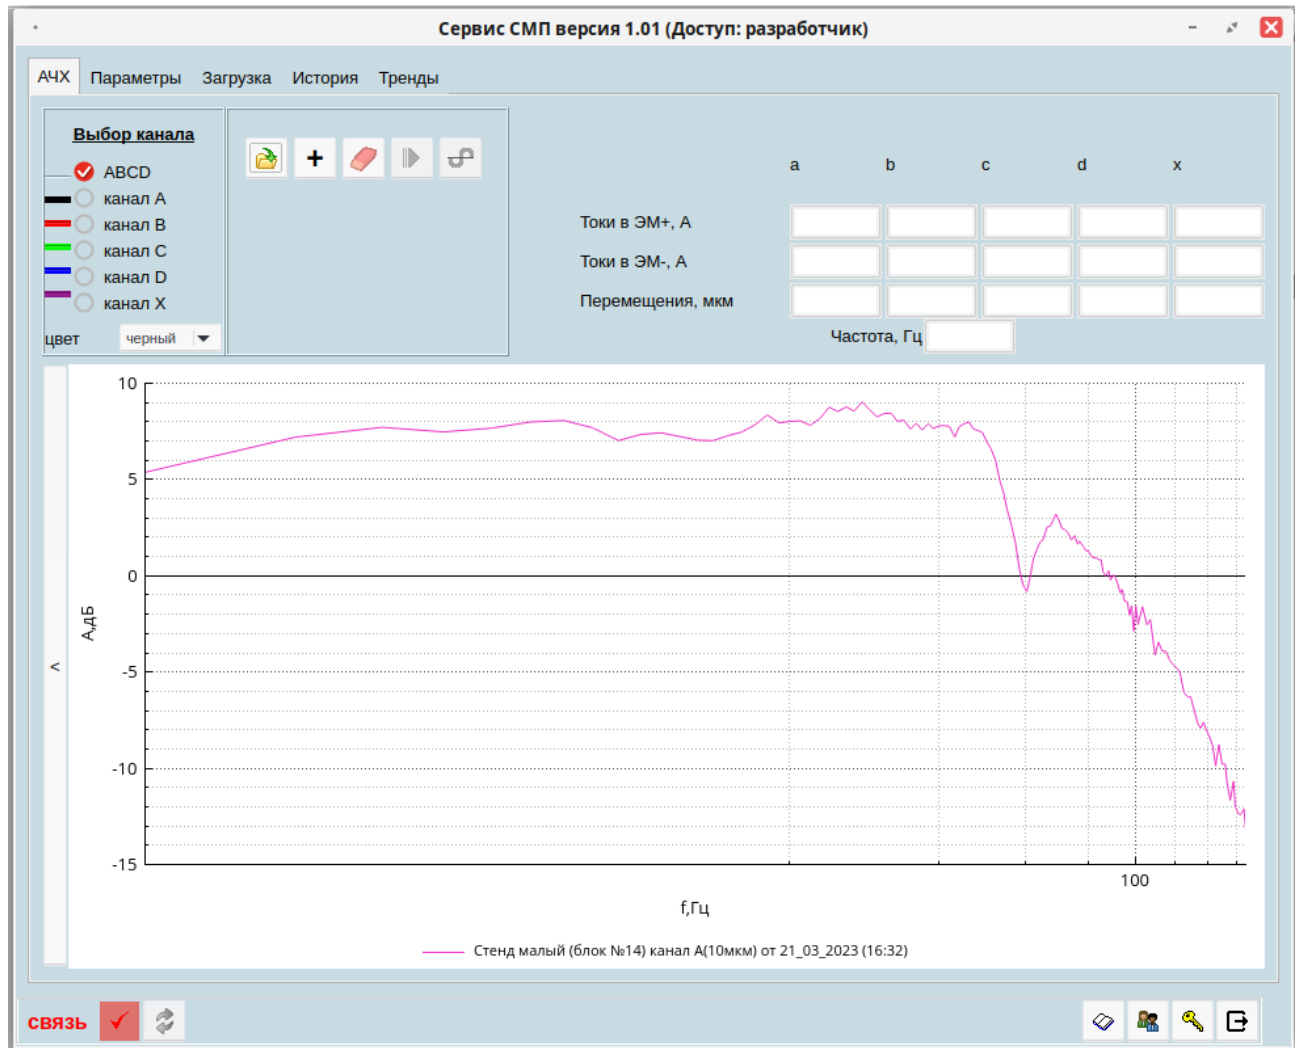 Сервис СМП версия 1.01 (Доступ: разработчик)
АЧХ Параметры Загрузка История Тренды
Выбор канала
ABCD
канал A
канал B
канал C
канал D
канал X
цвет черный
a b c d x
Токи в ЭМ+, А
Токи в ЭМ-, А
Перемещения, мкм
Частота, Гц
<
10
5
0
-5
-10
-15
А,дБ
100
f,Гц
Стенд малый (блок №14) канал A(10мкм) от 21_03_2023 (16:32)
связь